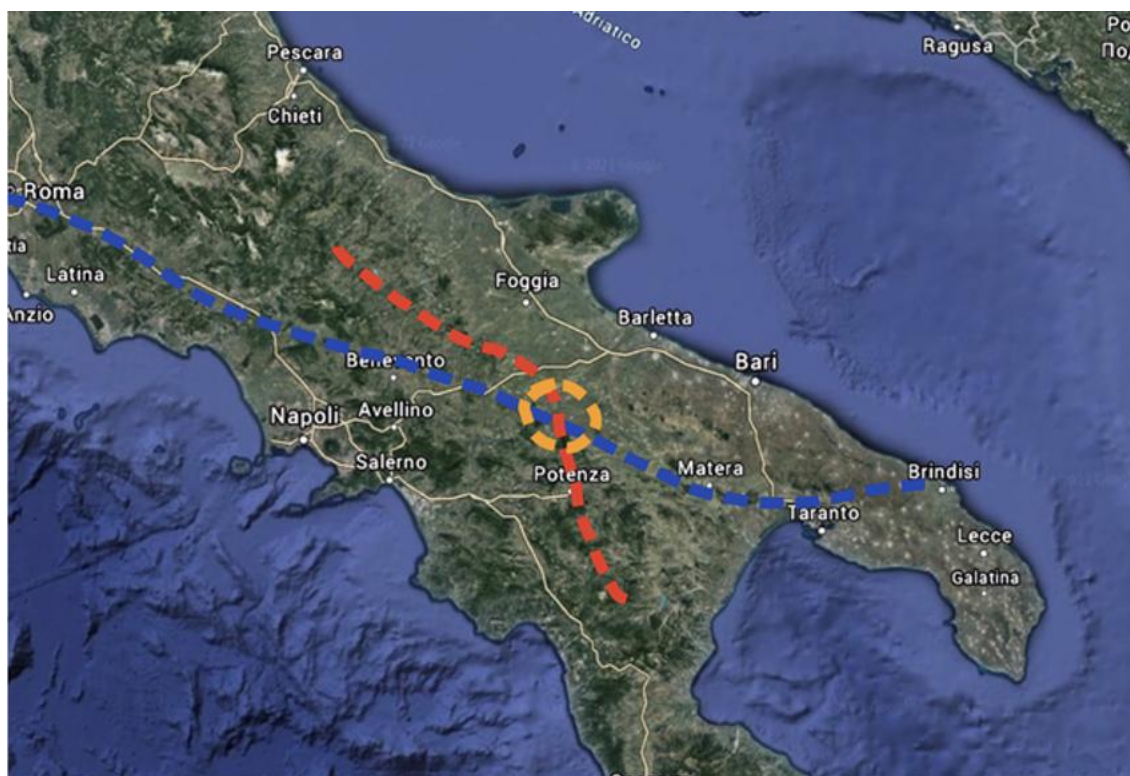 Adriatico
Ragusa
Pescara
Chieti
Roma
Latina
Anzio
Foggia
Barletta
Bari
Benevento
Napoli
Avellino
Salerno
Potenza
Matera
Brindisi
Taranto
Lecce
Galatina